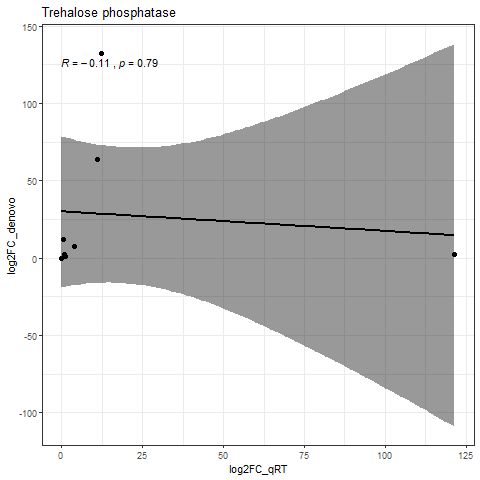 Trehalose phosphatase
R = −0.11 , p = 0.79
150
100
50
0
-50
-100
log2FC_denovo
0 25 50 75 100 125
log2FC_qRT